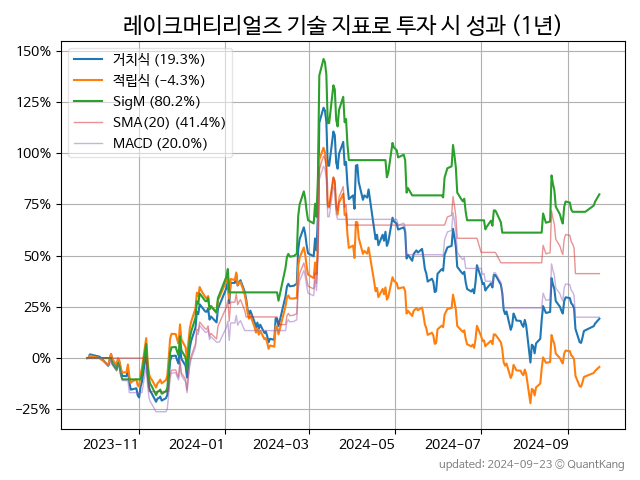 레이크머티리얼즈 기술 지표로 투자 시 성과 (1년)
150%
125%
100%
75%
50%
25%
0%
−25%
거치식 (19.3%)
적립식 (−4.3%)
SigM (80.2%)
SMA(20) (41.4%)
MACD (20.0%)
2023−11
2024−01
2024−03
2024−05
2024−07
2024−09
updated: 2024−09−23 © QuantKang